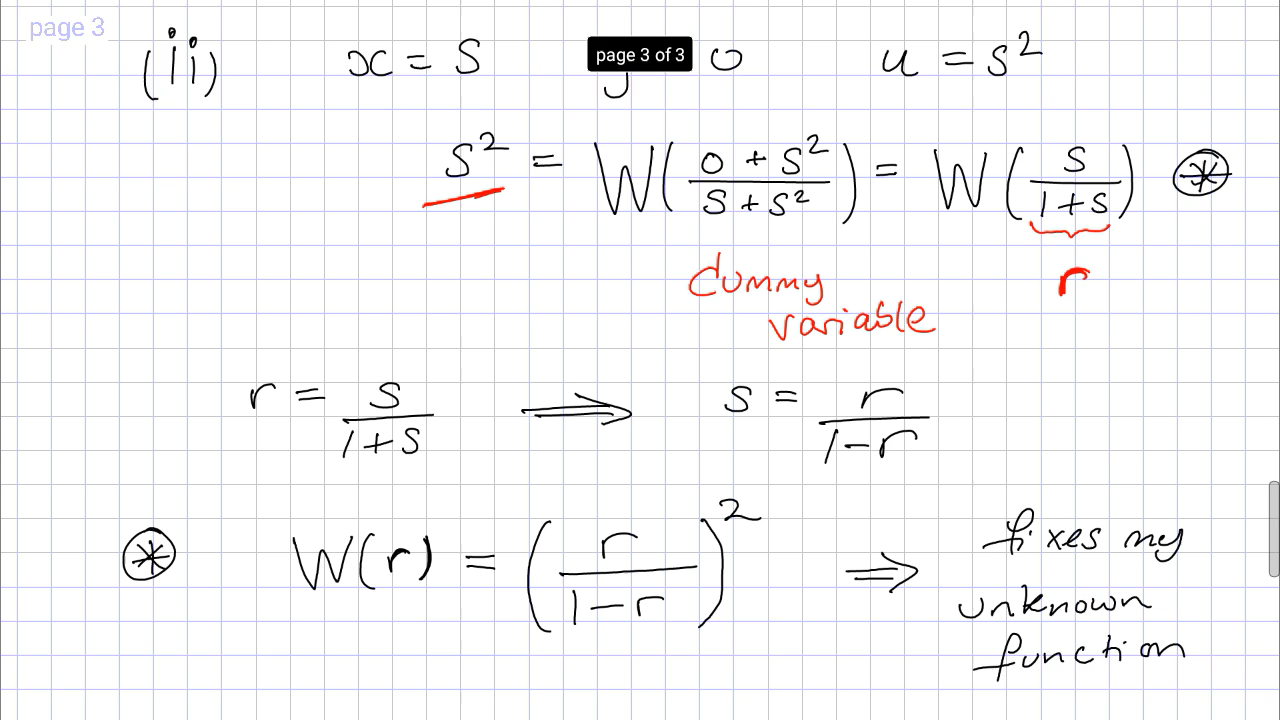 page 3
(ii) x = s page 3 of 3 0 u = s²
s² = W( (0 + s²)/(s + s²) ) = W( s/(1+s) ) ⊛
dummy r
variable
r = s/(1+s) ⟹ s = r/(1−r)
⊛ W(r) = ( r/(1−r) )² ⟹ fixes my
unknown
function